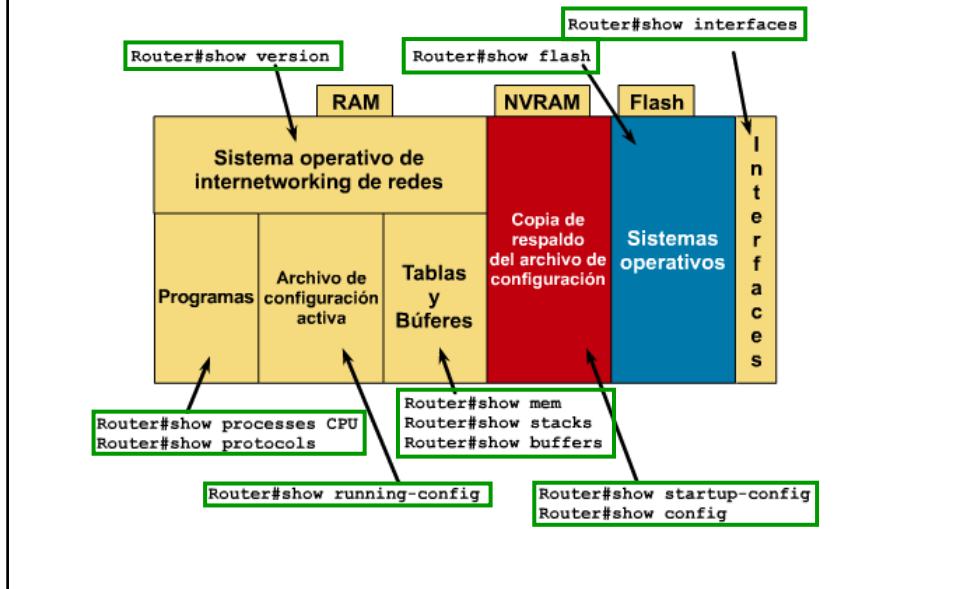 Router#show interfaces
Router#show version
Router#show flash
RAM
NVRAM
Flash
Sistema operativo de
internetworking de redes
Programas
Archivo de
configuración
activa
Tablas
y
Búferes
Copia de
respaldo
del archivo de
configuración
Sistemas
operativos
Interfaces
Router#show processes CPU
Router#show protocols
Router#show mem
Router#show stacks
Router#show buffers
Router#show running-config
Router#show startup-config
Router#show config